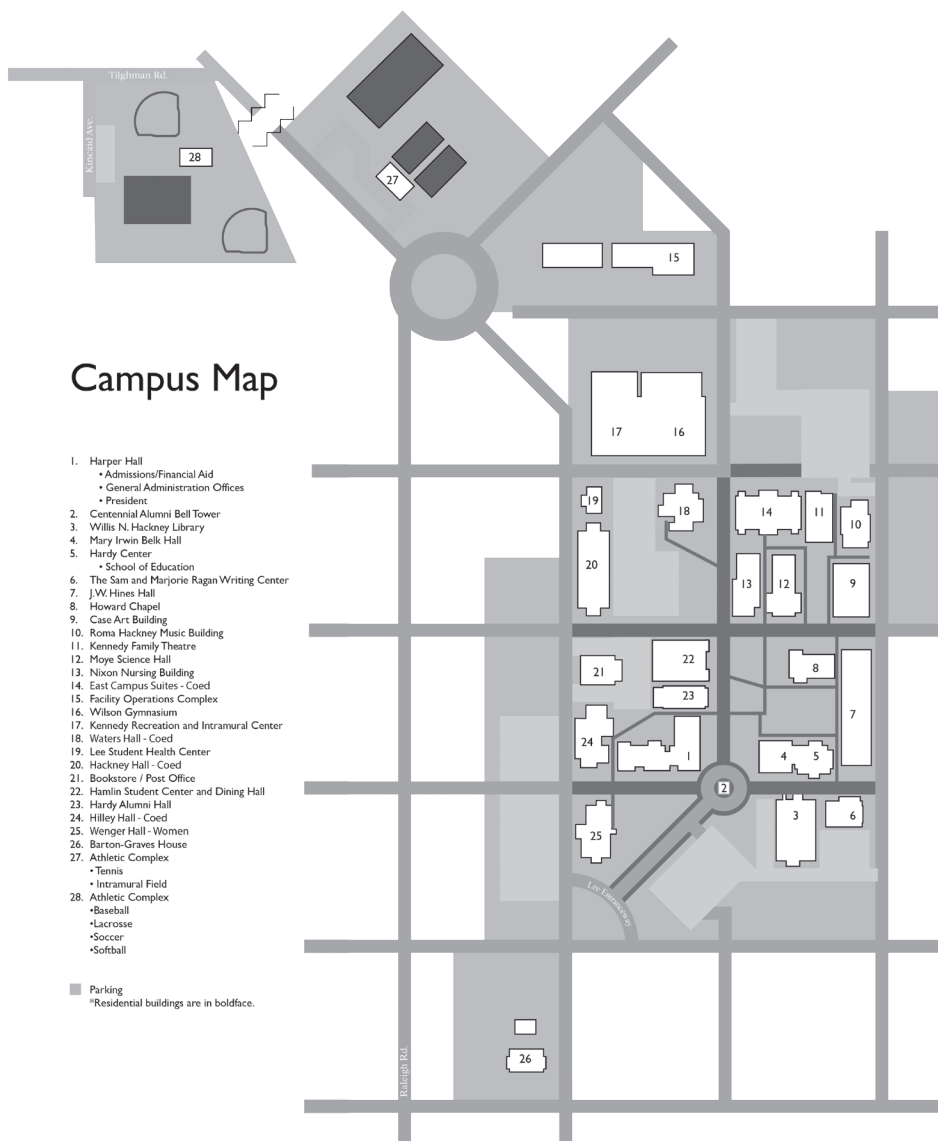 Tilghman Rd.
Kincaid Ave.
28
27
15
Campus Map
17
16
1. Harper Hall
• Admissions/Financial Aid
• General Administration Offices
• President
2. Centennial Alumni Bell Tower
3. Willis N. Hackney Library
4. Mary Irwin Belk Hall
5. Hardy Center
• School of Education
6. The Sam and Marjorie Ragan Writing Center
7. J.W. Hines Hall
8. Howard Chapel
9. Case Art Building
10. Roma Hackney Music Building
11. Kennedy Family Theatre
12. Moye Science Hall
13. Nixon Nursing Building
14. East Campus Suites - Coed
15. Facility Operations Complex
16. Wilson Gymnasium
17. Kennedy Recreation and Intramural Center
18. Waters Hall - Coed
19. Lee Student Health Center
20. Hackney Hall - Coed
21. Bookstore / Post Office
22. Hamlin Student Center and Dining Hall
23. Hardy Alumni Hall
24. Hilley Hall - Coed
25. Wenger Hall - Women
26. Barton-Graves House
27. Athletic Complex
• Tennis
• Intramural Field
28. Athletic Complex
•Baseball
•Lacrosse
•Soccer
•Softball
Parking
*Residential buildings are in boldface.
19
18
14
11
10
20
13
12
9
21
22
8
23
7
24
1
4
5
2
3
6
25
Lee Entranceway
26
Raleigh Rd.